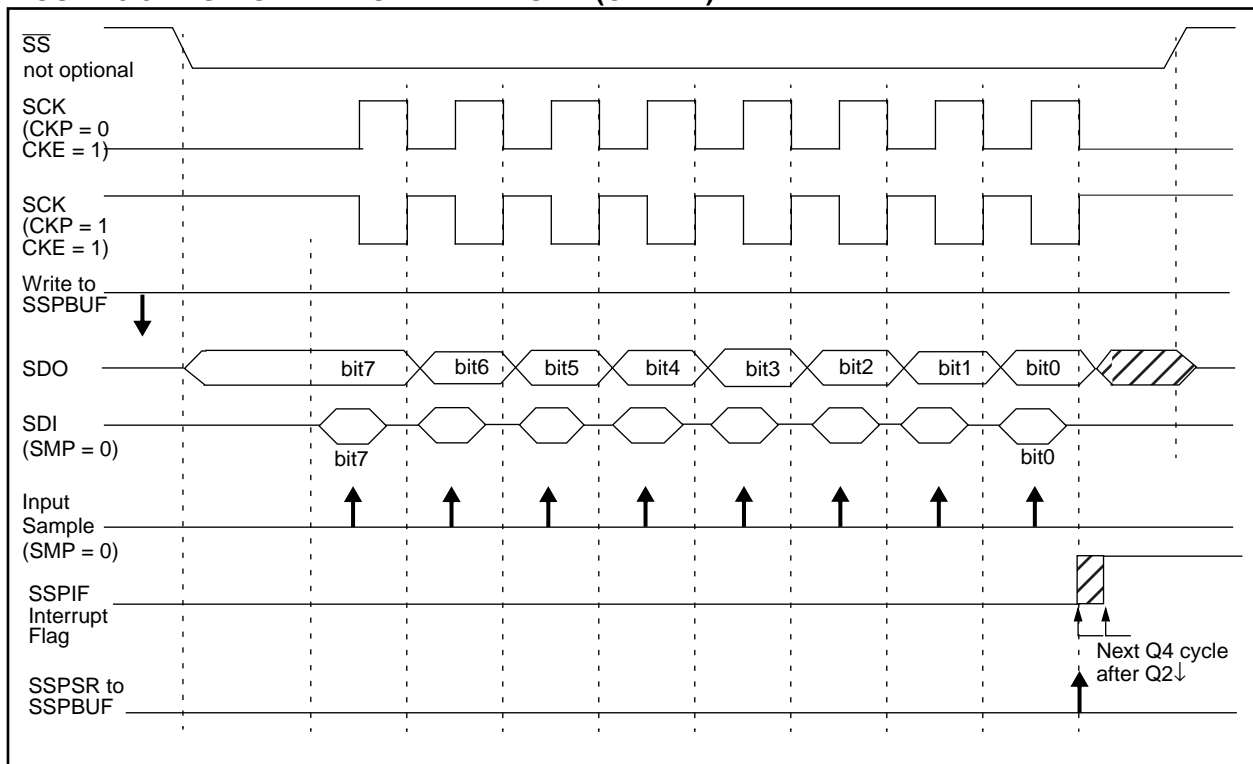 SS
not optional
SCK
(CKP = 0
CKE = 1)
SCK
(CKP = 1
CKE = 1)
Write to
SSPBUF
SDO
bit7 bit6 bit5 bit4 bit3 bit2 bit1 bit0
SDI
(SMP = 0)
bit7 bit0
Input
Sample
(SMP = 0)
SSPIF
Interrupt
Flag
Next Q4 cycle
after Q2↓
SSPSR to
SSPBUF